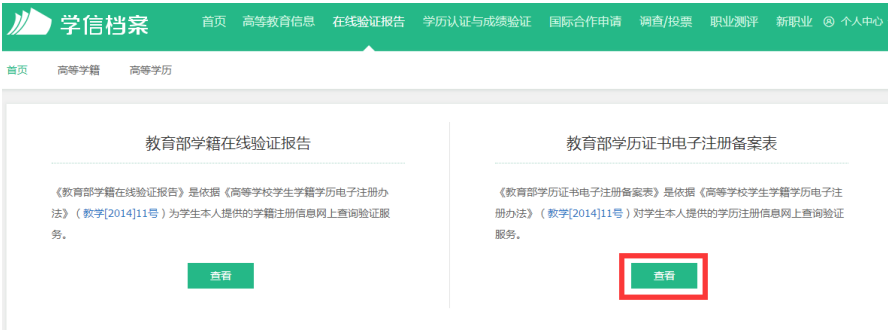 学信档案
首页 高等教育信息 在线验证报告 学历认证与成绩验证 国际合作申请 调查/投票 职业测评 新职业 个人中心
首页 高等学籍 高等学历
教育部学籍在线验证报告
《教育部学籍在线验证报告》是依据《高等学校学生学籍学历电子注册办
法》（教学[2014]11号）为学生本人提供的学籍注册信息网上查询验证服
务。
查看
教育部学历证书电子注册备案表
《教育部学历证书电子注册备案表》是依据《高等学校学生学籍学历电子注
册办法》（教学[2014]11号）对学生本人提供的学历注册信息网上查询验证
服务。
查看